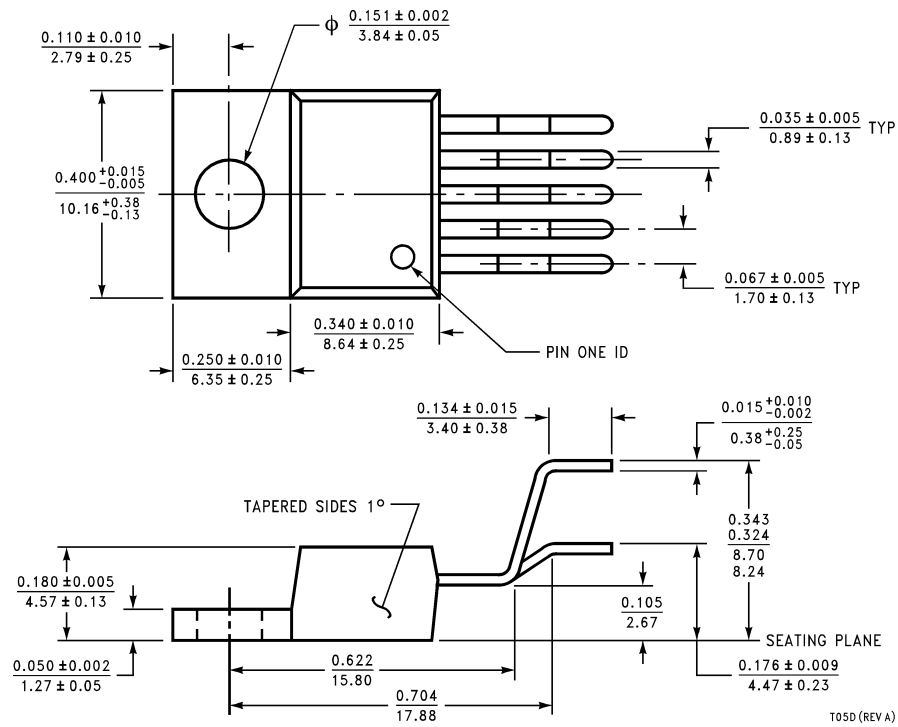 ϕ 0.151 ± 0.002
3.84 ± 0.05
0.110 ± 0.010
2.79 ± 0.25
0.035 ± 0.005
0.89 ± 0.13 TYP
0.400 +0.015 -0.005
10.16 +0.38 -0.13
0.067 ± 0.005
1.70 ± 0.13 TYP
0.340 ± 0.010
8.64 ± 0.25
PIN ONE ID
0.250 ± 0.010
6.35 ± 0.25
0.134 ± 0.015
3.40 ± 0.38
0.015 +0.010 -0.002
0.38 +0.25 -0.05
TAPERED SIDES 1°
0.343
0.324
8.70
8.24
0.180 ± 0.005
4.57 ± 0.13
0.105
2.67
SEATING PLANE
0.050 ± 0.002
1.27 ± 0.05
0.622
15.80
0.176 ± 0.009
4.47 ± 0.23
0.704
17.88
T05D (REV A)